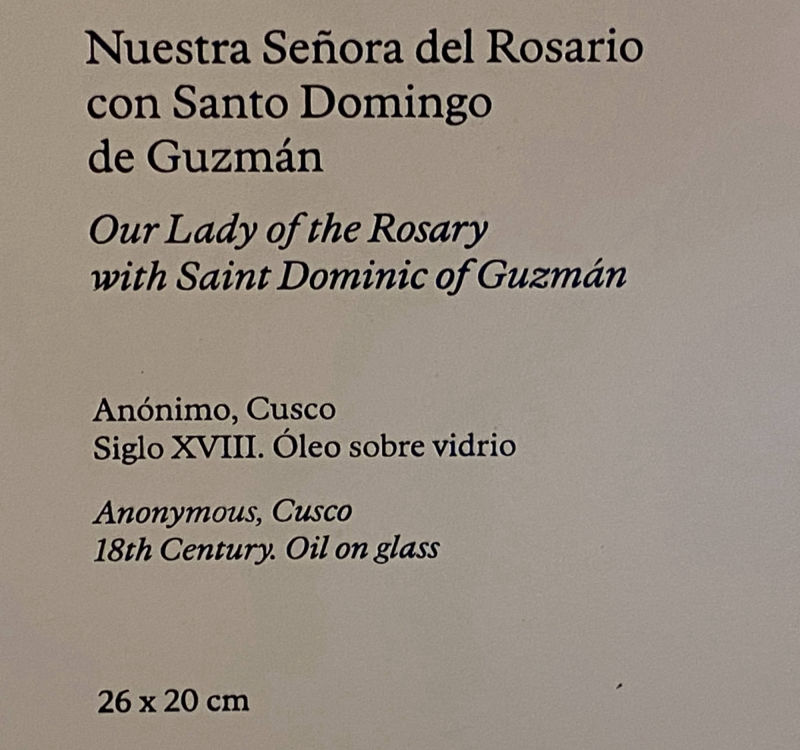 Nuestra Señora del Rosario
con Santo Domingo
de Guzmán
Our Lady of the Rosary
with Saint Dominic of Guzmán
Anónimo, Cusco
Siglo XVIII. Óleo sobre vidrio
Anonymous, Cusco
18th Century. Oil on glass
26 x 20 cm